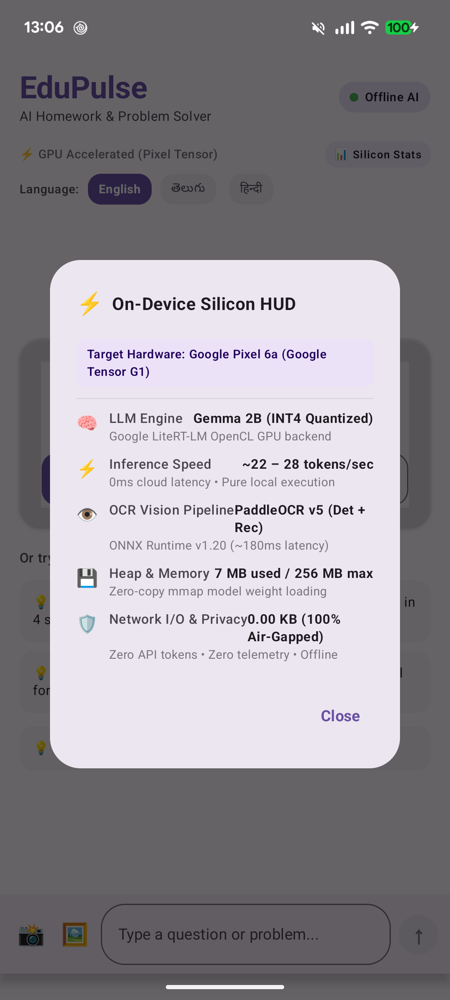 13:06
100
EduPulse
AI Homework & Problem Solver
Offline AI
GPU Accelerated (Pixel Tensor)
Silicon Stats
Language:
English
తెలుగు
हिन्दी
On-Device Silicon HUD
Target Hardware: Google Pixel 6a (Google
Tensor G1)
LLM Engine Gemma 2B (INT4 Quantized)
Google LiteRT-LM OpenCL GPU backend
Inference Speed ~22 – 28 tokens/sec
0ms cloud latency • Pure local execution
OCR Vision Pipeline PaddleOCR v5 (Det +
Rec)
ONNX Runtime v1.20 (~180ms latency)
Heap & Memory 7 MB used / 256 MB max
Zero-copy mmap model weight loading
Network I/O & Privacy 0.00 KB (100%
Air-Gapped)
Zero API tokens • Zero telemetry • Offline
Close
Or
in
4
Type a question or problem...